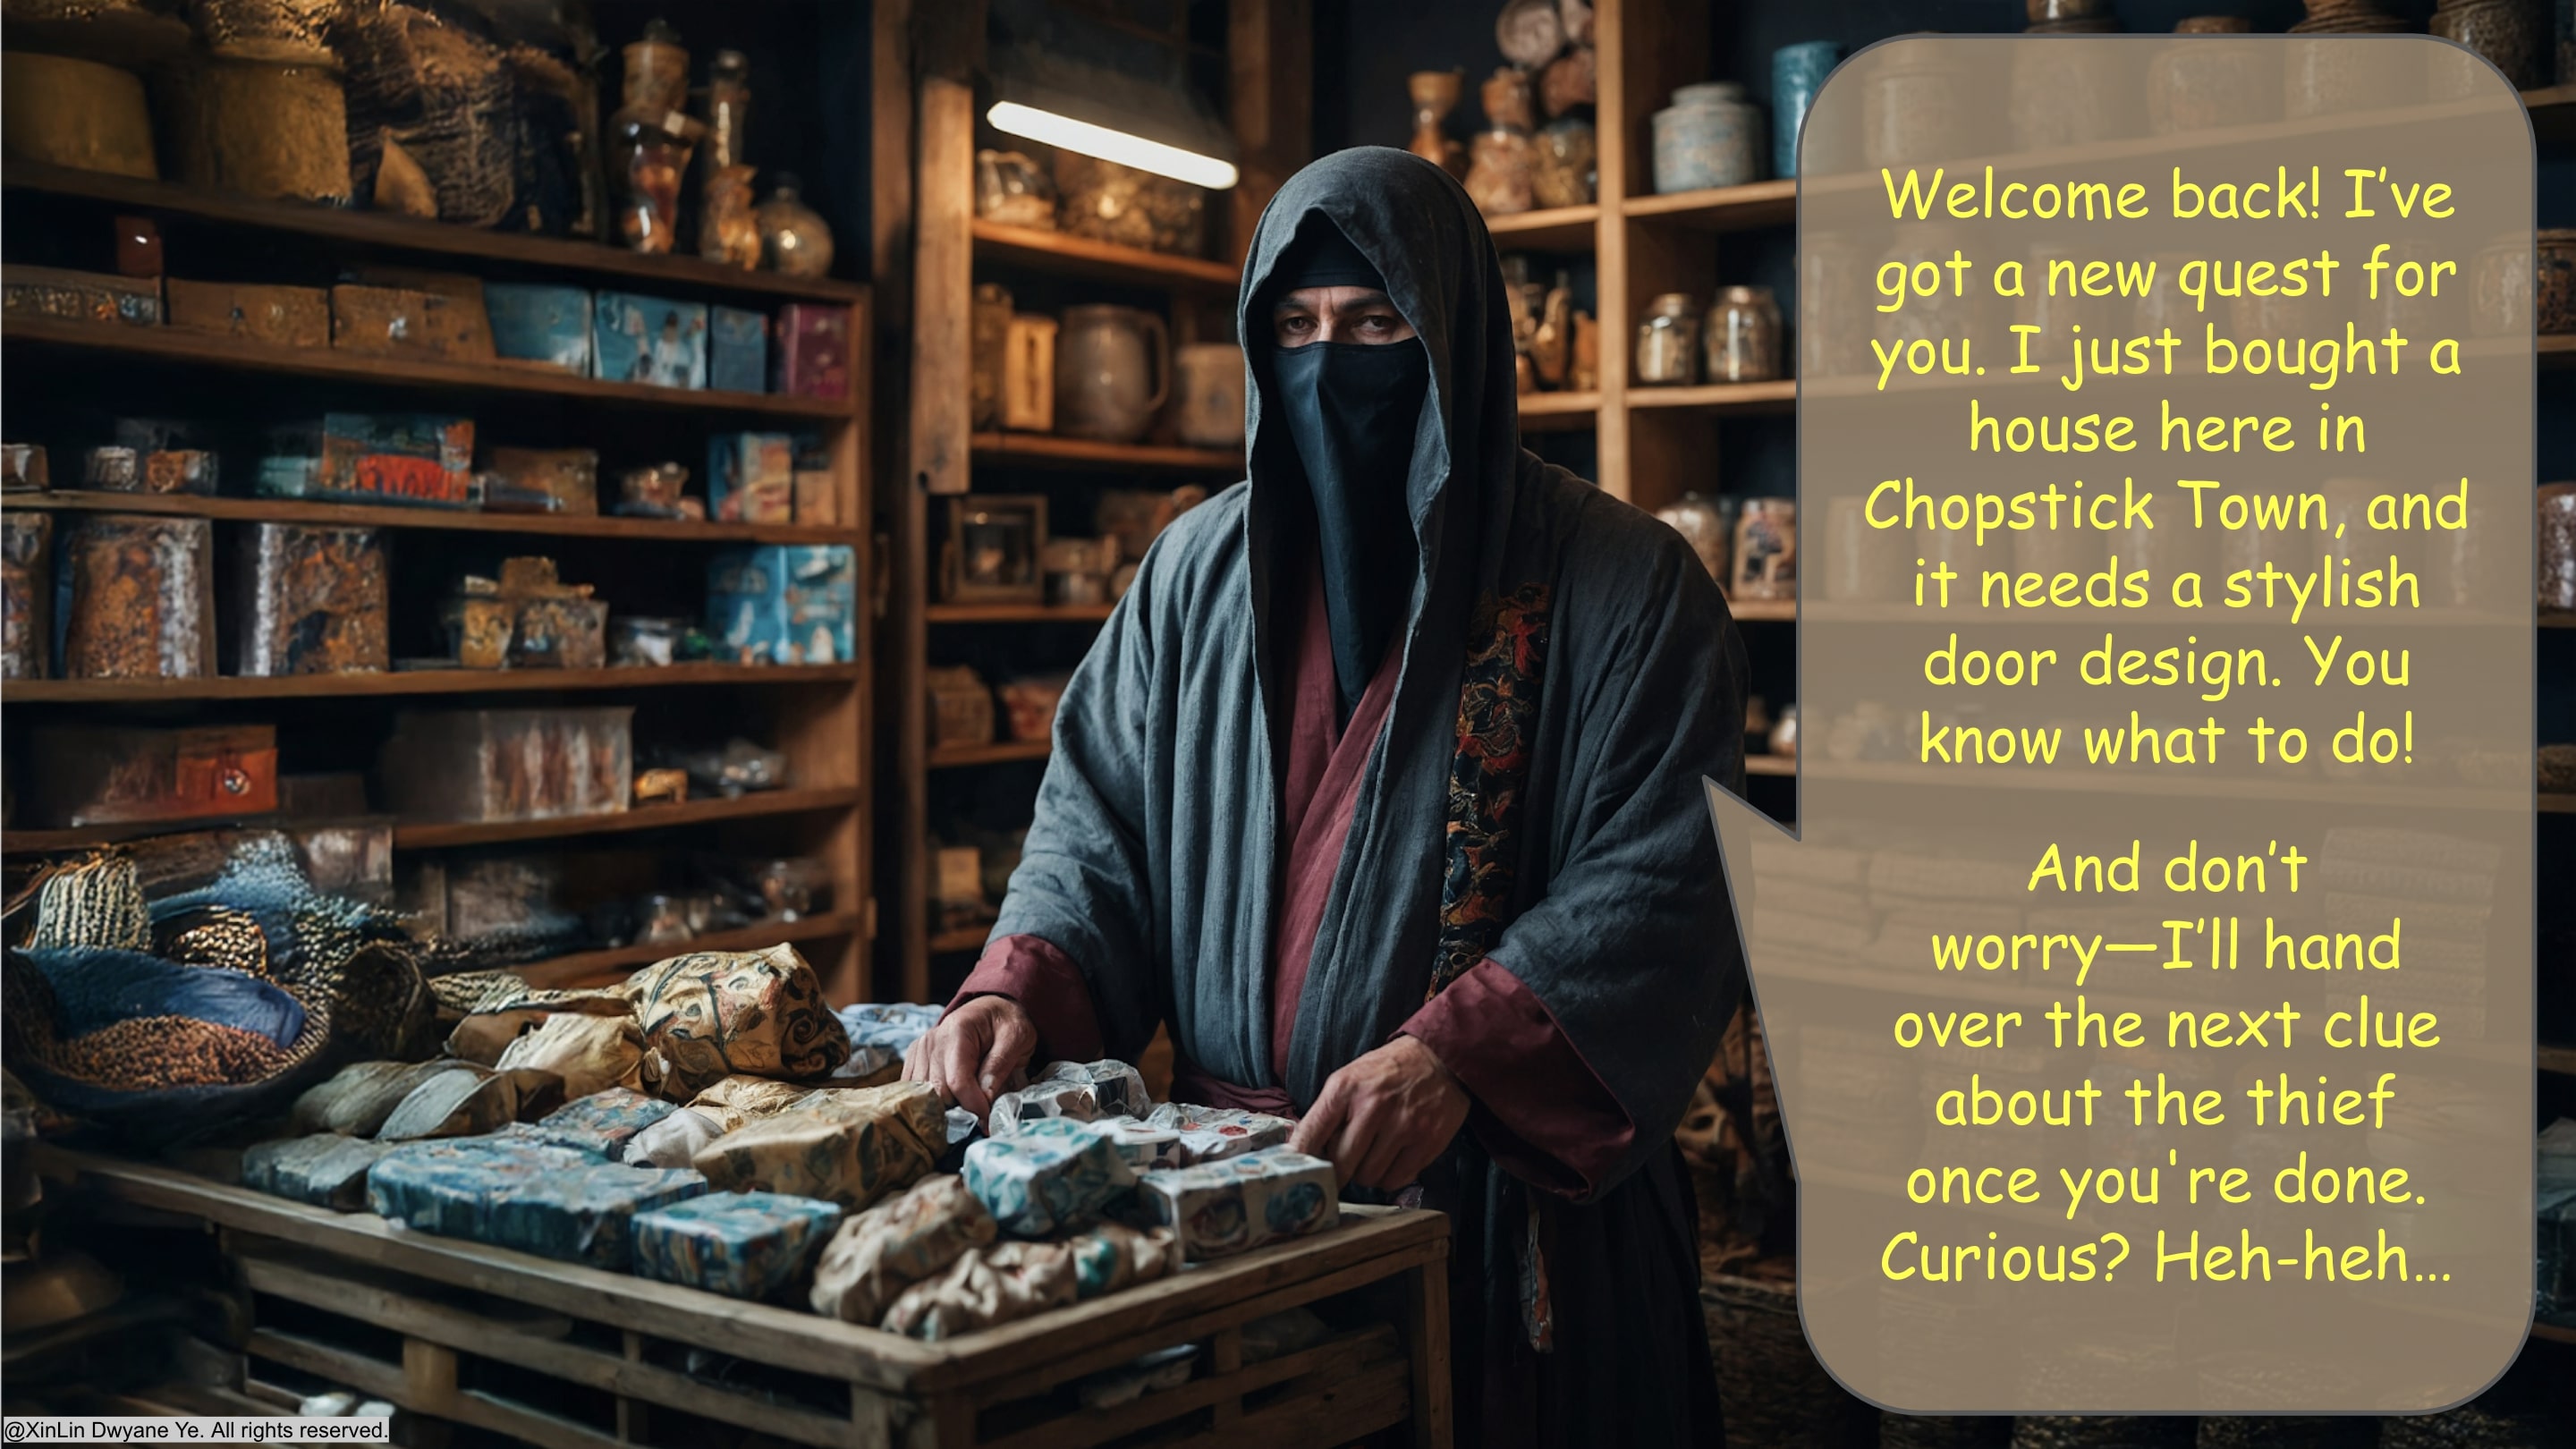 Welcome back! I’ve
got a new quest for
you. I just bought a
house here in
Chopstick Town, and
it needs a stylish
door design. You
know what to do!
And don’t
worry—I’ll hand
over the next clue
about the thief
once you're done.
Curious? Heh-heh…
@XinLin Dwyane Ye. All rights reserved.